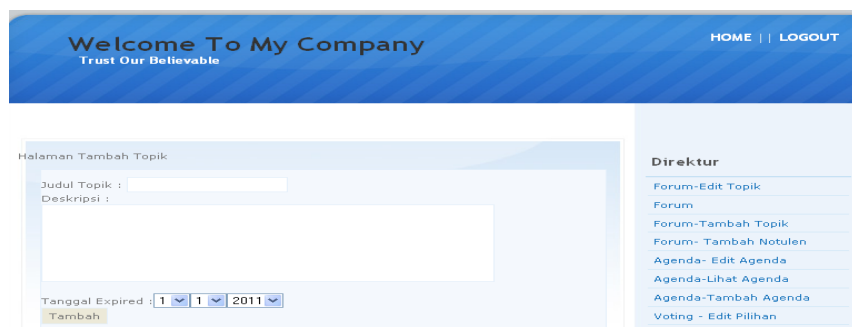 Welcome To My Company
Trust Our Believable
HOME || LOGOUT
Halaman Tambah Topik
Judul Topik :
Deskripsi :
Tanggal Expired : 1 1 2011
Tambah
Direktur
Forum-Edit Topik
Forum
Forum-Tambah Topik
Forum- Tambah Notulen
Agenda- Edit Agenda
Agenda-Lihat Agenda
Agenda-Tambah Agenda
Voting - Edit Pilihan